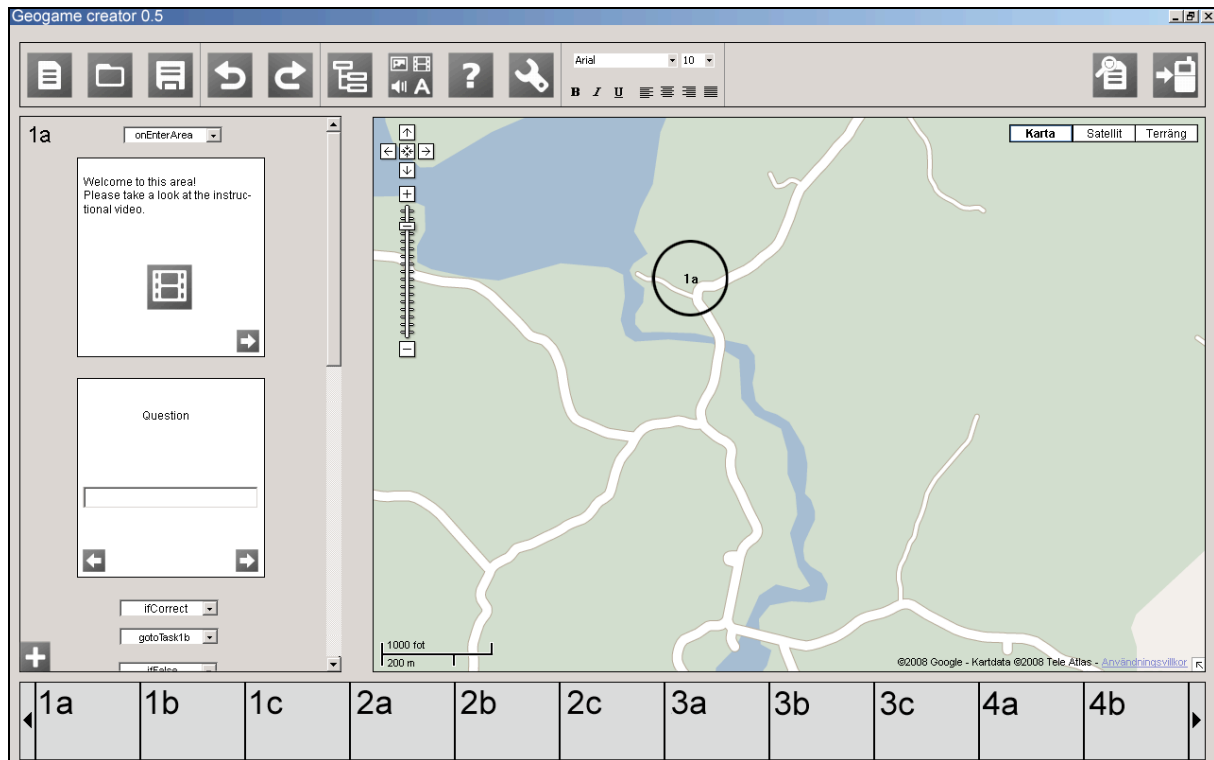 Geogame creator 0.5
A
?
Arial 10
B I U
1a onEnterArea
Welcome to this area!
Please take a look at the instruc-
tional video.
Question
ifCorrect
gotoTask1b
ifFalse
Karta Satellit Terräng
1a
1000 fot
200 m
©2008 Google - Kartdata ©2008 Tele Atlas - Användningsvillkor
1a 1b 1c 2a 2b 2c 3a 3b 3c 4a 4b